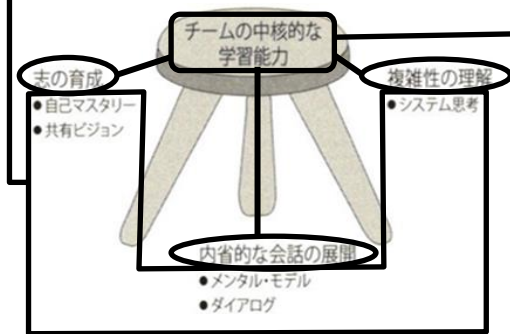 チームの中核的な
学習能力
志の育成
●自己マスタリー
●共有ビジョン
複雑性の理解
●システム思考
内省的な会話の展開
●メンタル・モデル
●ダイアログ